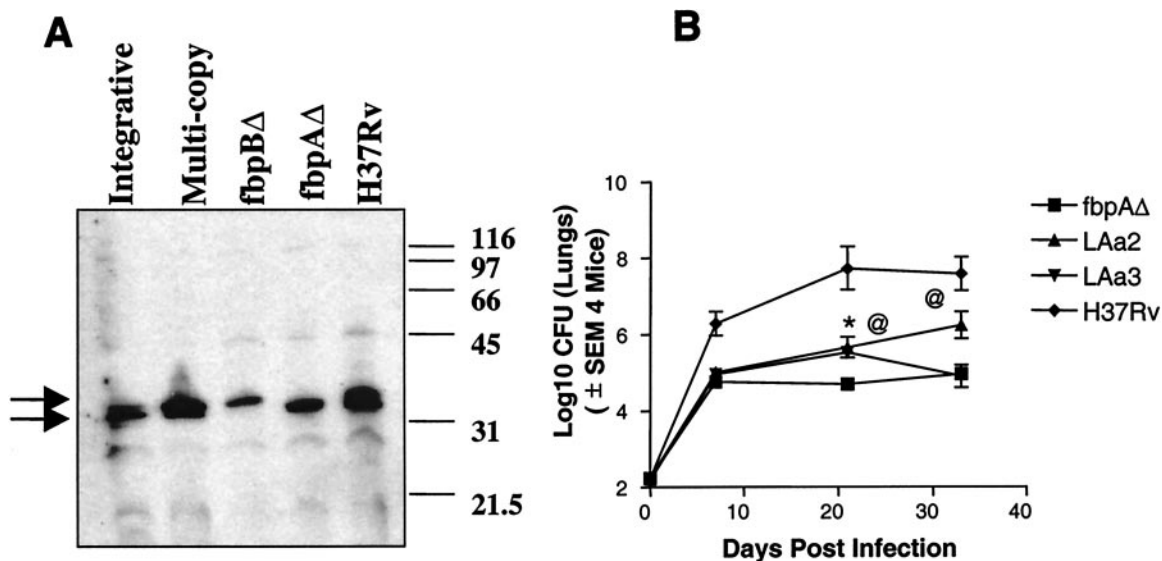 A
Integrative
Multi-copy
fbpBΔ
fbpAΔ
H37Rv
116
97
66
45
31
21.5
B
Log10 CFU (Lungs)
( ± SEM 4 Mice)
10
8
6
4
2
0
10
20
30
40
* @
@
Days Post Infection
fbpAΔ
LAa2
LAa3
H37Rv